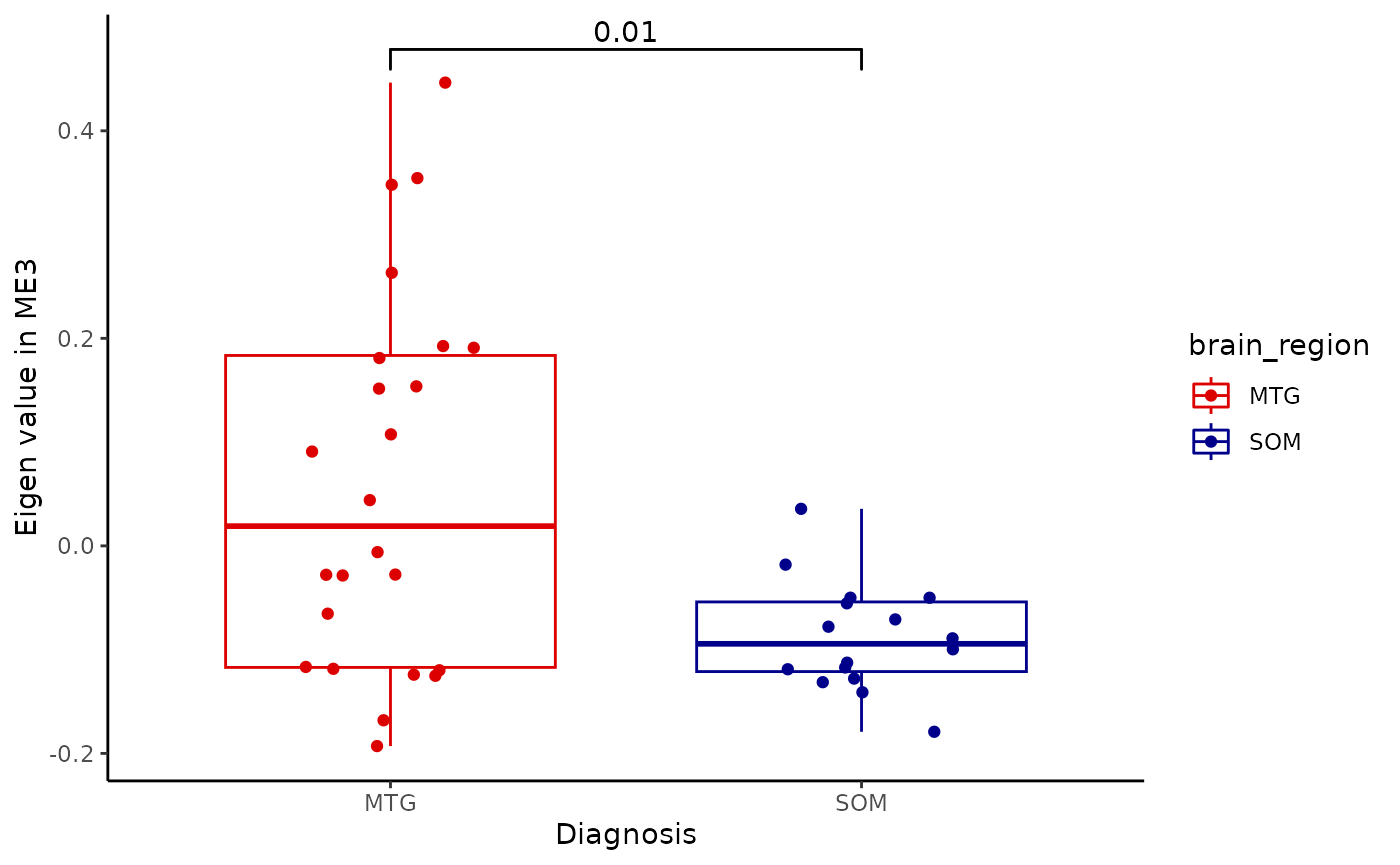 0.01
Eigen value in ME3
0.4
0.2
0.0
-0.2
MTG
SOM
Diagnosis
brain_region
MTG
SOM